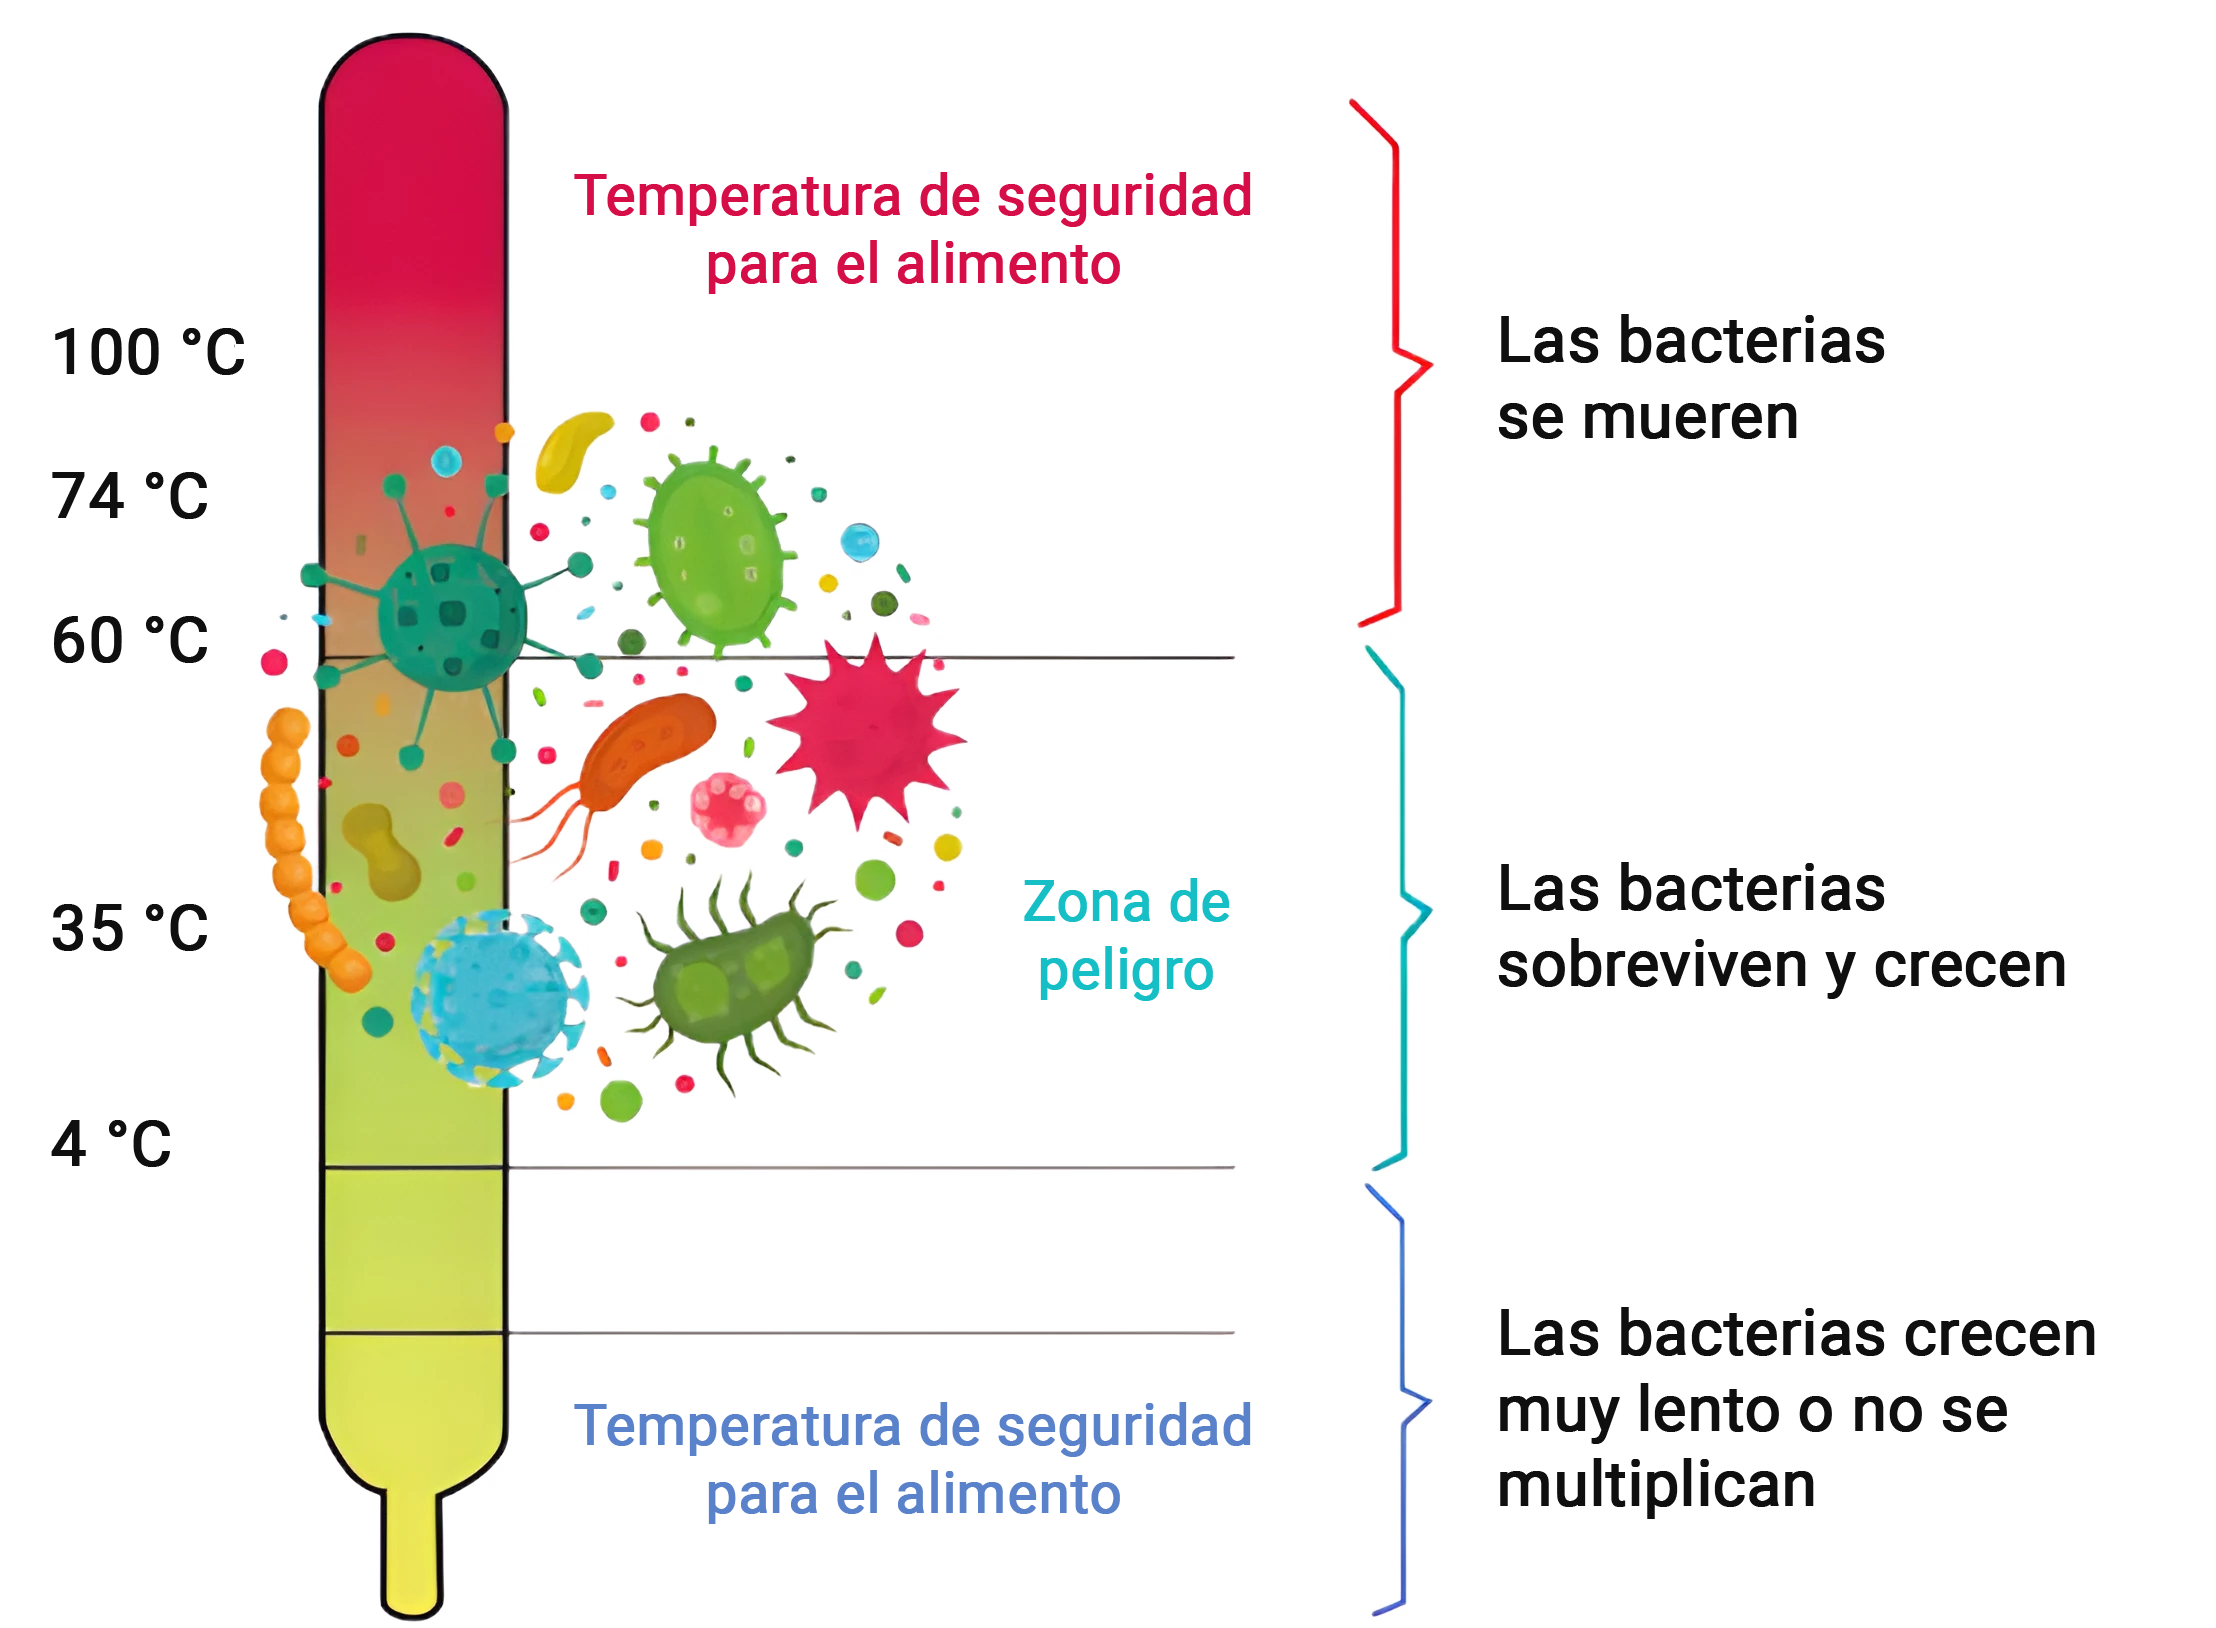 Temperatura de seguridad
para el alimento
100 °C
Las bacterias
se mueren
74 °C
60 °C
35 °C
Zona de
peligro
Las bacterias
sobreviven y crecen
4 °C
Las bacterias crecen
muy lento o no se
multiplican
Temperatura de seguridad
para el alimento